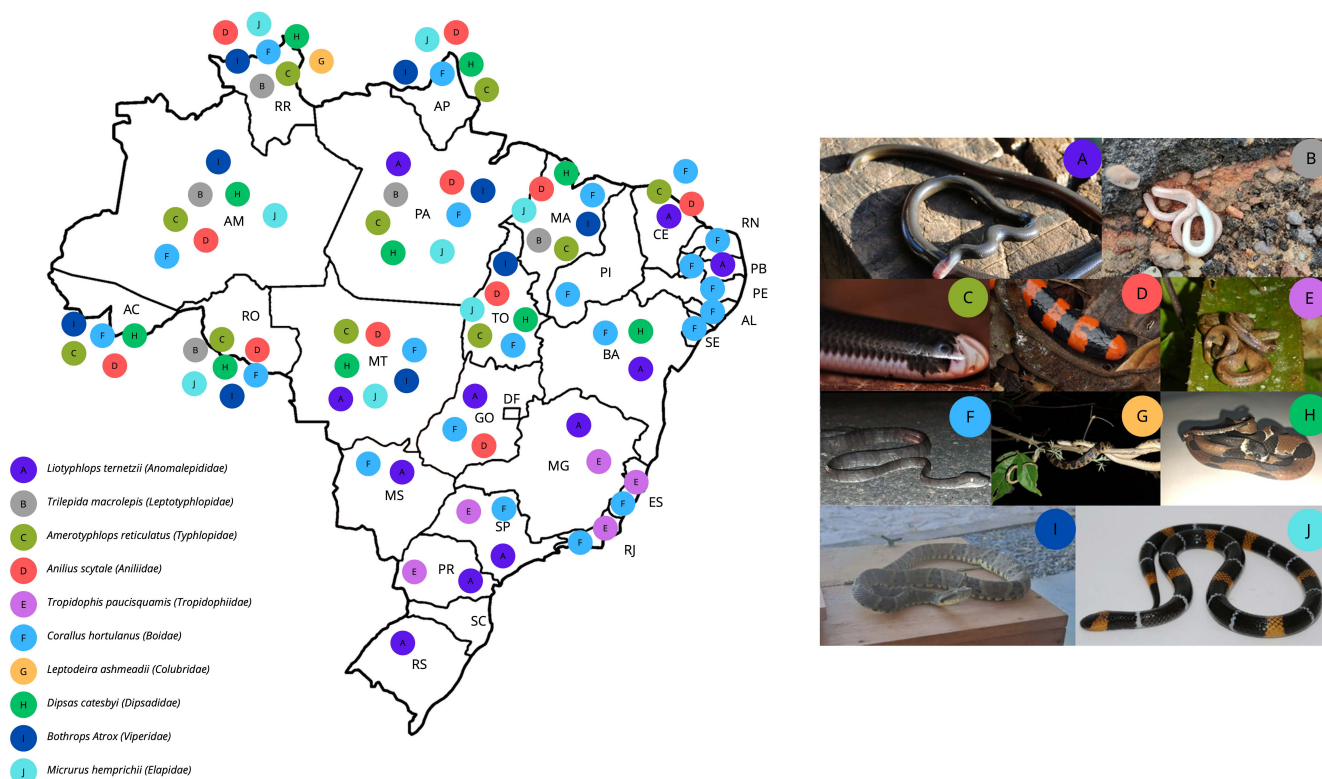 D J H
I F G
B C
RR
J D
I F H
C
AP
I
B H
C J
AM
D
F
A
D I
B
PA F
C
H J
H
D F
J MA I
B C
F
C D
A
CE
F RN
F A PB
F PE
F AL
F SE
PI
F
I
D
J TO H
C F
F H
BA
A
AC
I F H
C D
RO
B C D
H F
J I
C D F
H MT
I
A J
A DF
GO
F
D
A
MG
E
E
F ES
E
F RJ
F A
MS
E F
SP
A
PR
E A
SC
A
RS
A Liotyphlops ternetzii (Anomalepididae)
B Trilepida macrolepis (Leptotyphlopidae)
C Amerotyphlops reticulatus (Typhlopidae)
D Anilius scytale (Aniliidae)
E Tropidophis paucisquamis (Tropidophiidae)
F Corallus hortulanus (Boidae)
G Leptodeira ashmeadii (Colubridae)
H Dipsas catesbyi (Dipsadidae)
I Bothrops Atrox (Viperidae)
J Micrurus hemprichii (Elapidae)
A B
C D E
F G H
I J